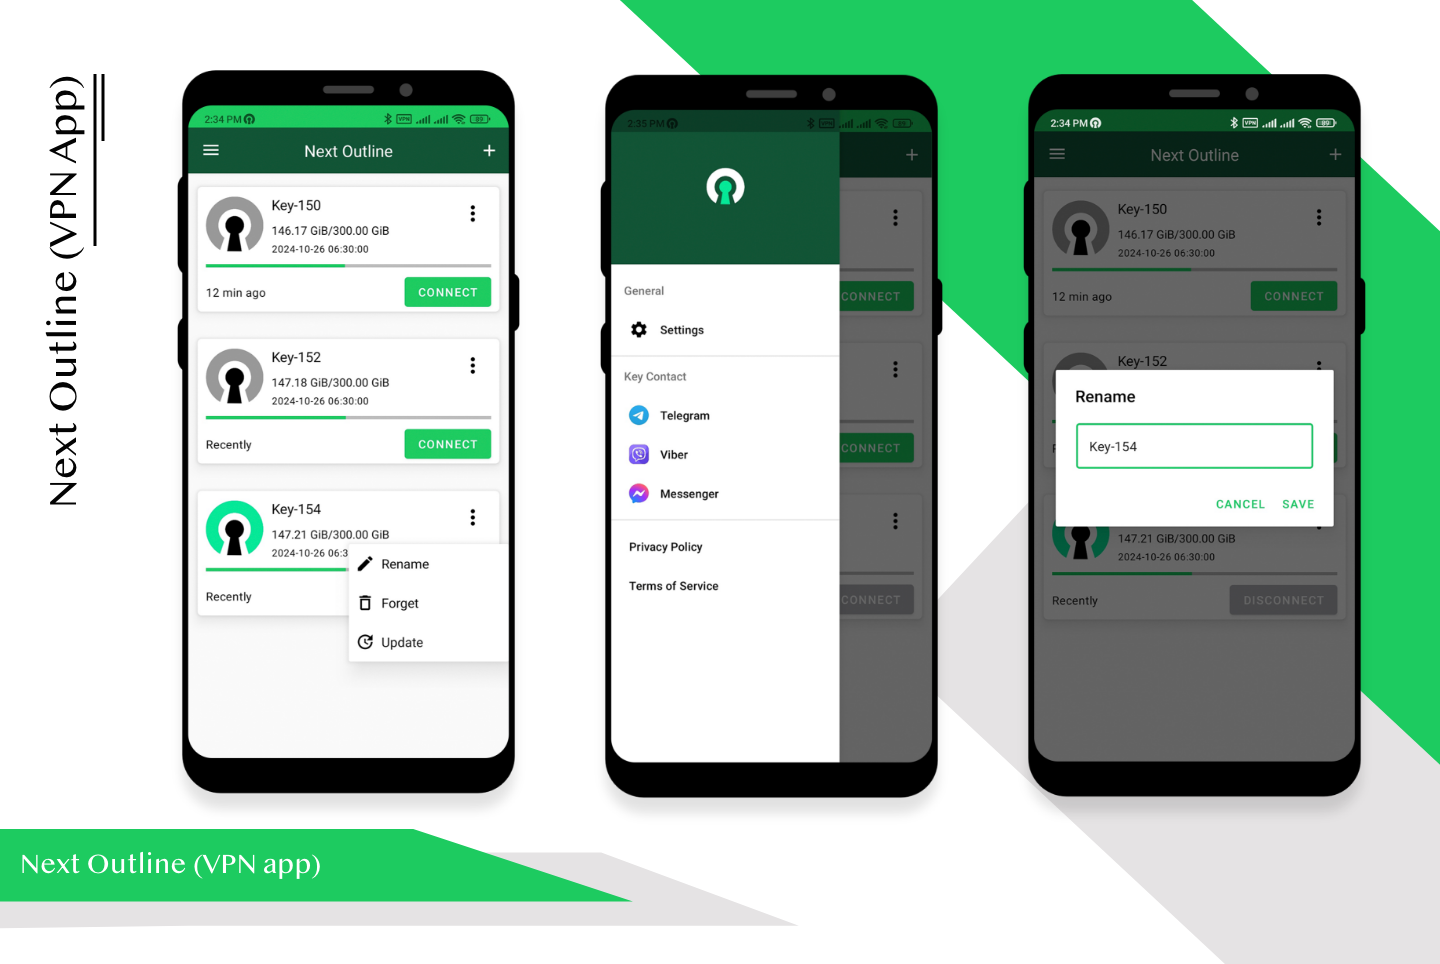 Next Outline (VPN App)
2:34 PM
VPN
89
Next Outline
Key-150
146.17 GiB/300.00 GiB
2024-10-26 06:30:00
12 min ago
CONNECT
Key-152
147.18 GiB/300.00 GiB
2024-10-26 06:30:00
Recently
CONNECT
Key-154
147.21 GiB/300.00 GiB
2024-10-26 06:3
Recently
Rename
Forget
Update
2:35 PM
VPN
General
Settings
Key Contact
Telegram
Viber
Messenger
Privacy Policy
Terms of Service
CONNECT
CONNECT
CONNECT
2:34 PM
VPN
89
Next Outline
Key-150
146.17 GiB/300.00 GiB
2024-10-26 06:30:00
12 min ago
CONNECT
Key-152
Rename
Key-154
CANCEL SAVE
147.21 GiB/300.00 GiB
2024-10-26 06:30:00
Recently
DISCONNECT
Next Outline (VPN app)